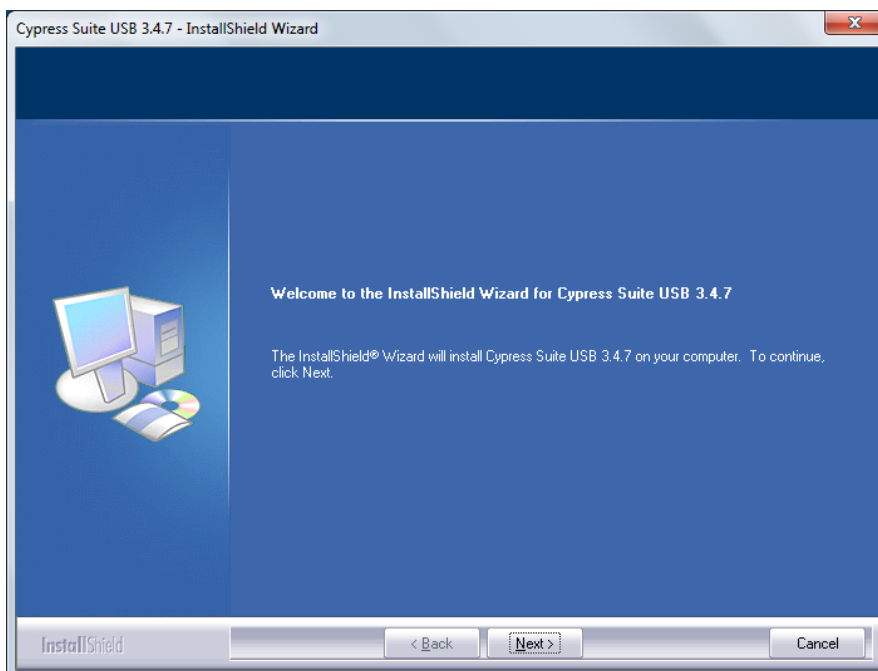 Cypress Suite USB 3.4.7 - InstallShield Wizard
Welcome to the InstallShield Wizard for Cypress Suite USB 3.4.7
The InstallShield® Wizard will install Cypress Suite USB 3.4.7 on your computer. To continue,
click Next.
InstallShield
< Back
Next >
Cancel